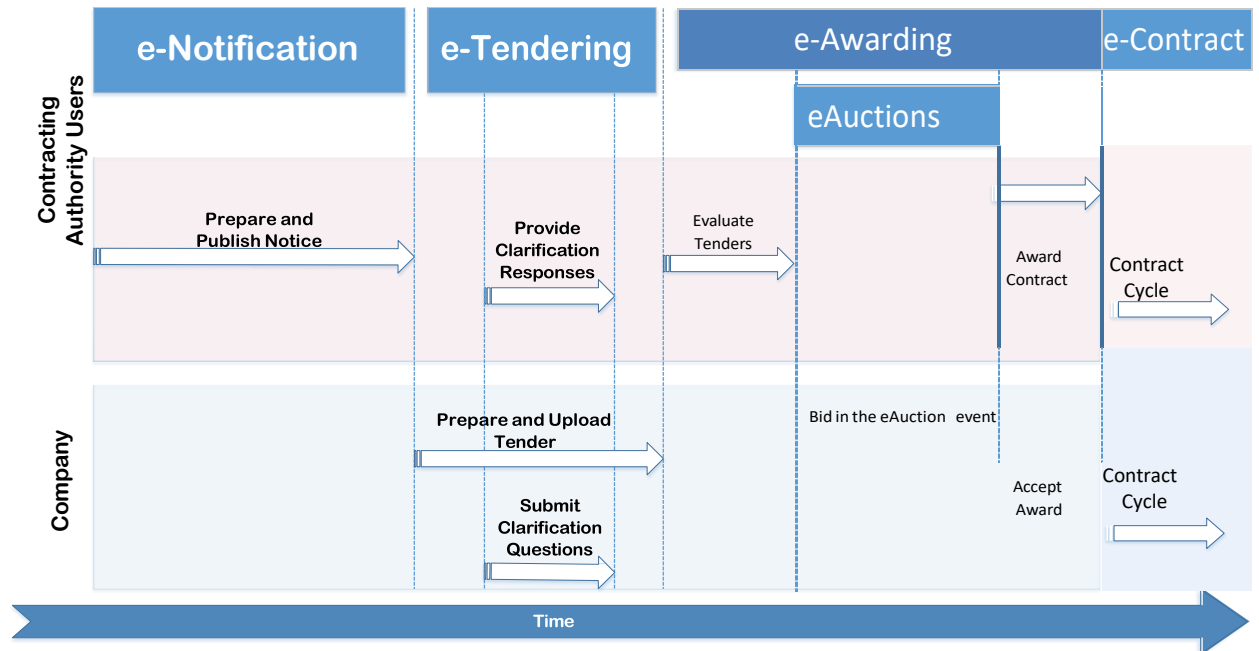 e-Notification
e-Tendering
e-Awarding
e-Contract
eAuctions
Contracting
Authority Users
Prepare and
Publish Notice
Provide
Clarification
Responses
Evaluate
Tenders
Award
Contract
Contract
Cycle
Company
Prepare and Upload
Tender
Submit
Clarification
Questions
Bid in the eAuction event
Accept
Award
Contract
Cycle
Time